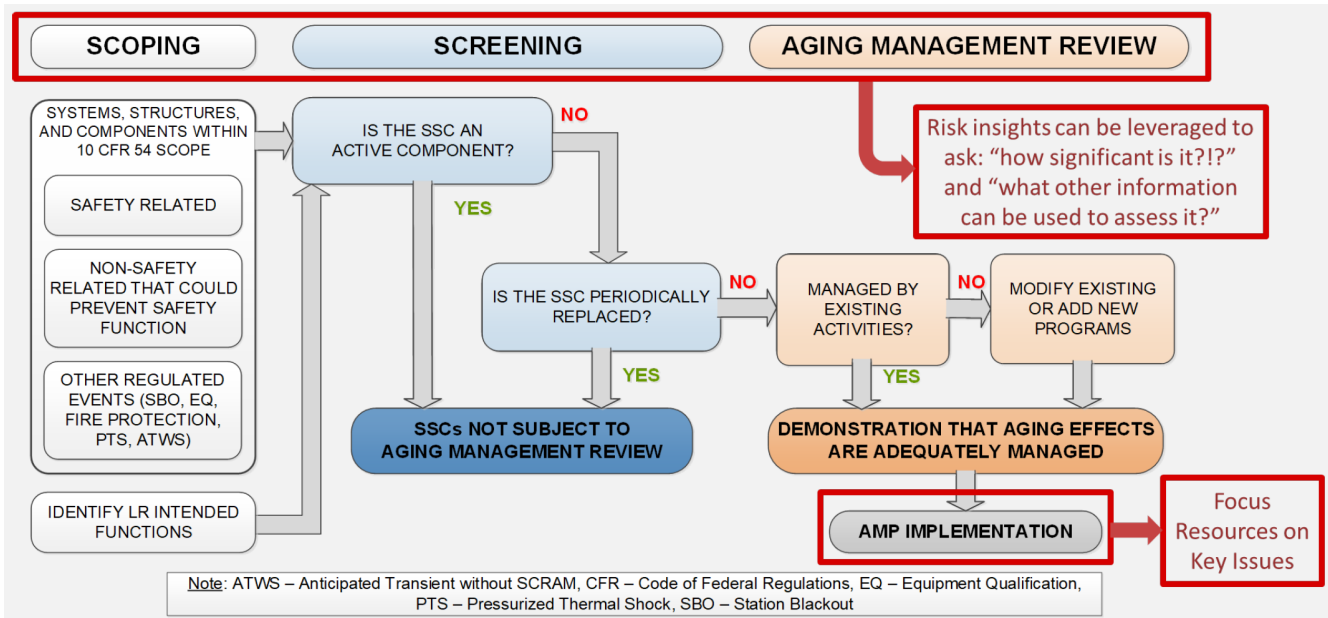 SCOPING
SCREENING
AGING MANAGEMENT REVIEW
SYSTEMS, STRUCTURES,
AND COMPONENTS WITHIN
10 CFR 54 SCOPE
SAFETY RELATED
NON-SAFETY
RELATED THAT COULD
PREVENT SAFETY
FUNCTION
OTHER REGULATED
EVENTS (SBO, EQ,
FIRE PROTECTION,
PTS, ATWS)
IDENTIFY LR INTENDED
FUNCTIONS
IS THE SSC AN
ACTIVE COMPONENT?
NO
YES
Risk insights can be leveraged to
ask: “how significant is it?!?”
and “what other information
can be used to assess it?”
IS THE SSC PERIODICALLY
REPLACED?
NO
YES
MANAGED BY
EXISTING
ACTIVITIES?
NO
YES
MODIFY EXISTING
OR ADD NEW
PROGRAMS
SSCs NOT SUBJECT TO
AGING MANAGEMENT REVIEW
DEMONSTRATION THAT AGING EFFECTS
ARE ADEQUATELY MANAGED
AMP IMPLEMENTATION
Focus
Resources on
Key Issues
Note: ATWS – Anticipated Transient without SCRAM, CFR – Code of Federal Regulations, EQ – Equipment Qualification,
PTS – Pressurized Thermal Shock, SBO – Station Blackout